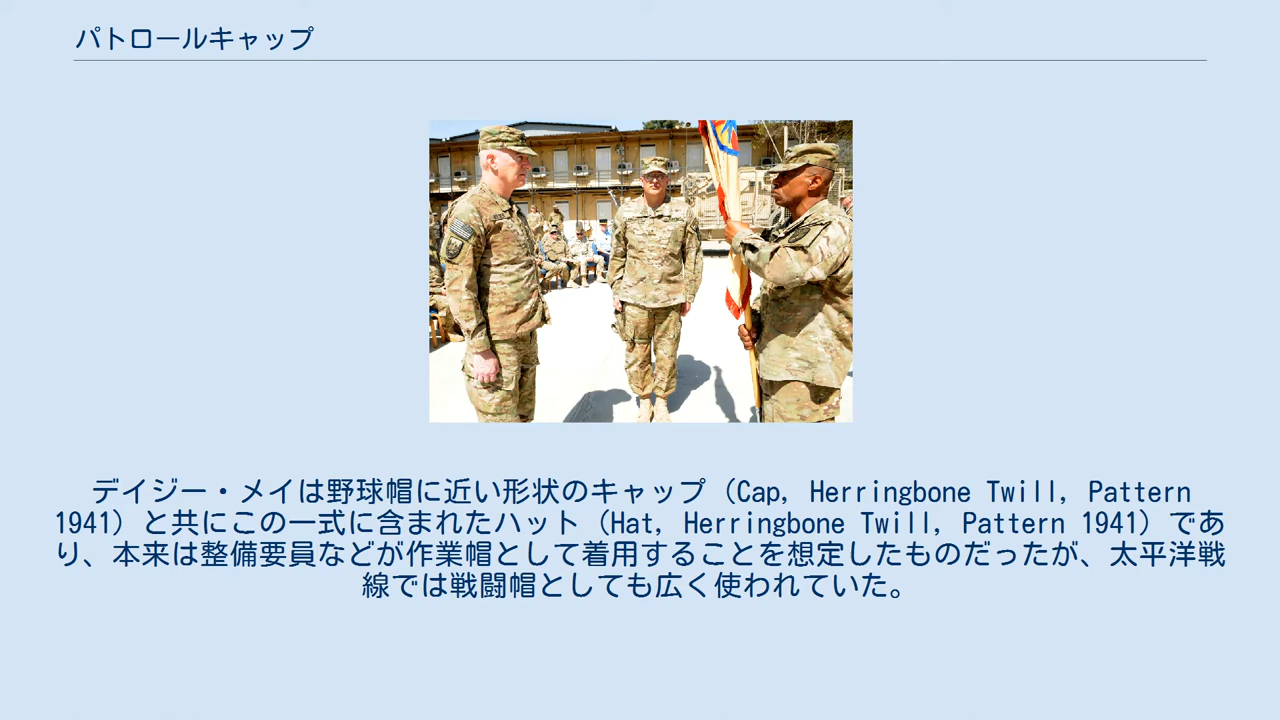 パトロールキャップ
デイジー・メイは野球帽に近い形状のキャップ（Cap, Herringbone Twill, Pattern
1941）と共にこの一式に含まれたハット（Hat, Herringbone Twill, Pattern 1941）であ
り、本来は整備要員などが作業帽として着用することを想定したものだったが、太平洋戦
線では戦闘帽としても広く使われていた。